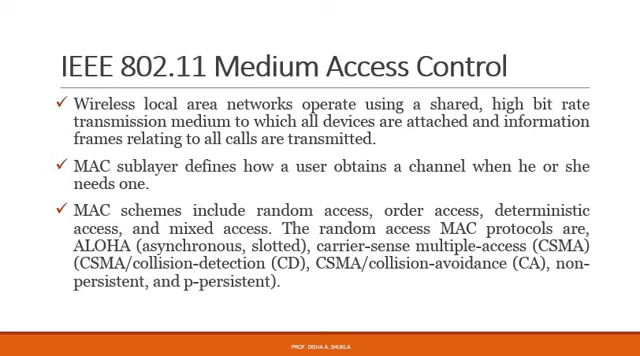 IEEE 802.11 Medium Access Control
✓ Wireless local area networks operate using a shared, high bit rate
transmission medium to which all devices are attached and information
frames relating to all calls are transmitted.
✓ MAC sublayer defines how a user obtains a channel when he or she
needs one.
✓ MAC schemes include random access, order access, deterministic
access, and mixed access. The random access MAC protocols are,
ALOHA (asynchronous, slotted), carrier-sense multiple-access (CSMA)
(CSMA/collision-detection (CD), CSMA/collision-avoidance (CA), non-
persistent, and p-persistent).
PROF. DISHA A. SHUKLA